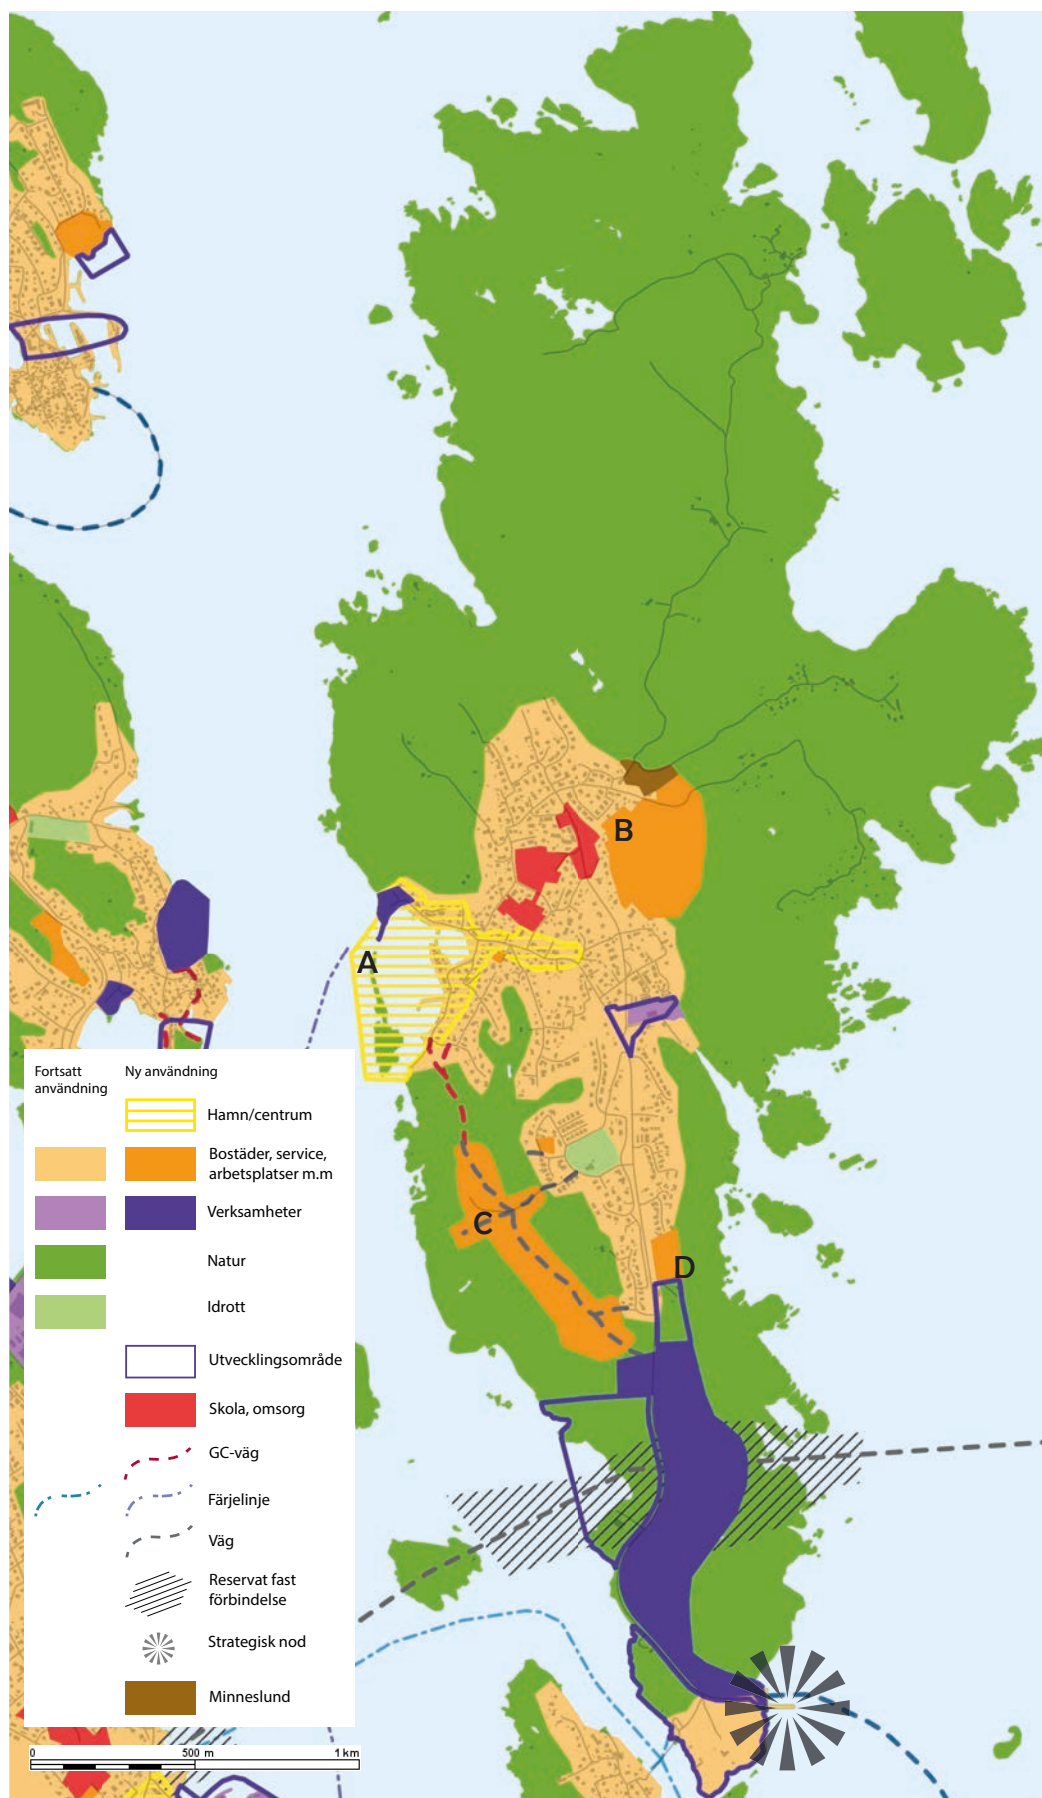 B
A
C
D
Fortsatt
användning
Ny användning
Hamn/centrum
Bostäder, service,
arbetsplatser m.m
Verksamheter
Natur
Idrott
Utvecklingsområde
Skola, omsorg
GC-väg
Färjelinje
Väg
Reservat fast
förbindelse
Strategisk nod
Minneslund
0 500 m 1 km